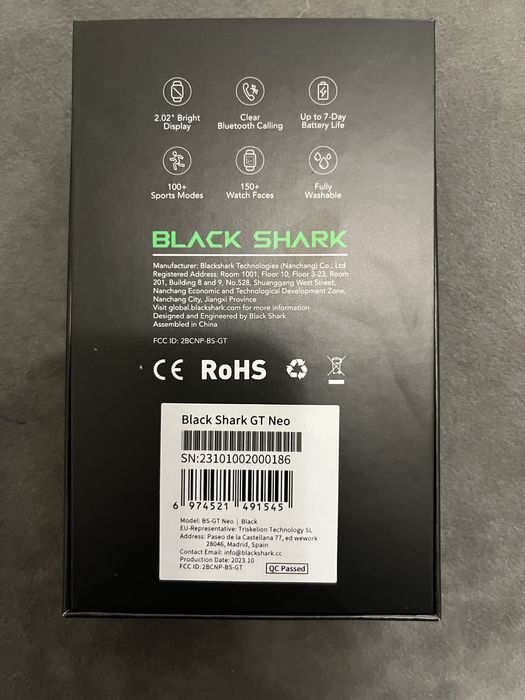 2.02" Bright Display
Clear Bluetooth Calling
Up to 7-Day Battery Life
100+ Sports Modes
150+ Watch Faces
Fully Washable
BLACK SHARK
Manufacturer: Blackshark Technologies (Nanchang) Co., Ltd
Registered Address: Room 1001, Floor 10, Floor 3-23, Room
201, Building 8 and 9, No.528, Shuanggang West Street,
Nanchang Economic and Technological Development Zone,
Nanchang City, Jiangxi Province
Visit global.blackshark.com for more information
Designed and Engineered by Black Shark
Assembled in China
FCC ID: 2BCNP-BS-GT
CE RoHS
Black Shark GT Neo
SN:23101002000186
6 974521 491545
Model: BS-GT Neo | Black
EU-Representative: Triskelion Technology SL
Address: Paseo de la Castellana 77, ed wework
28046, Madrid, Spain
Contact Email: info@blackshark.cc
Production Date: 2023.10
FCC ID: 2BCNP-BS-GT
QC Passed